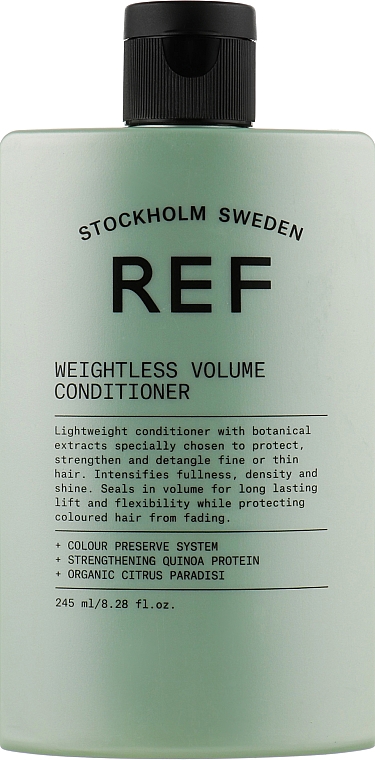 STOCKHOLM SWEDEN
REF
WEIGHTLESS VOLUME
CONDITIONER
Lightweight conditioner with botanical
extracts specially chosen to protect,
strengthen and detangle fine or thin
hair. Intensifies fullness, density and
shine. Seals in volume for long lasting
lift and flexibility while protecting
coloured hair from fading.
+ COLOUR PRESERVE SYSTEM
+ STRENGTHENING QUINOA PROTEIN
+ ORGANIC CITRUS PARADISI
245 ml/8.28 fl.oz.